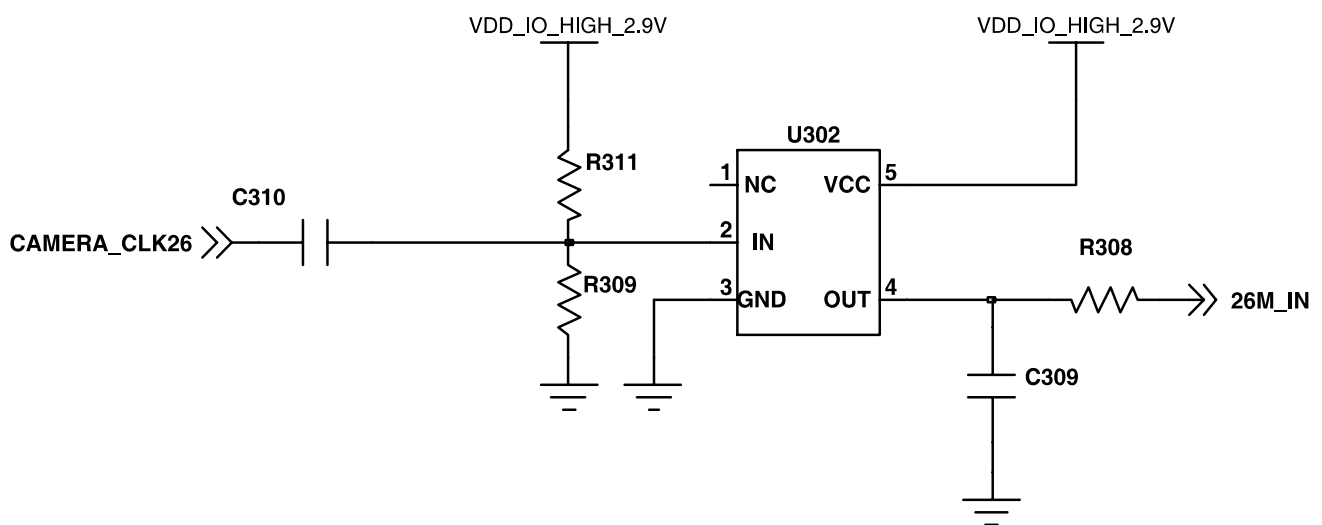 VDD_IO_HIGH_2.9V
VDD_IO_HIGH_2.9V
U302
R311
1
NC
VCC
5
C310
CAMERA_CLK26
2
IN
R308
R309
3
GND
OUT
4
26M_IN
C309